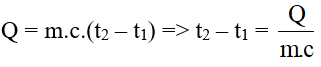 Q = m.c.(t₂ – t₁) => t₂ – t₁ = Q / m.c